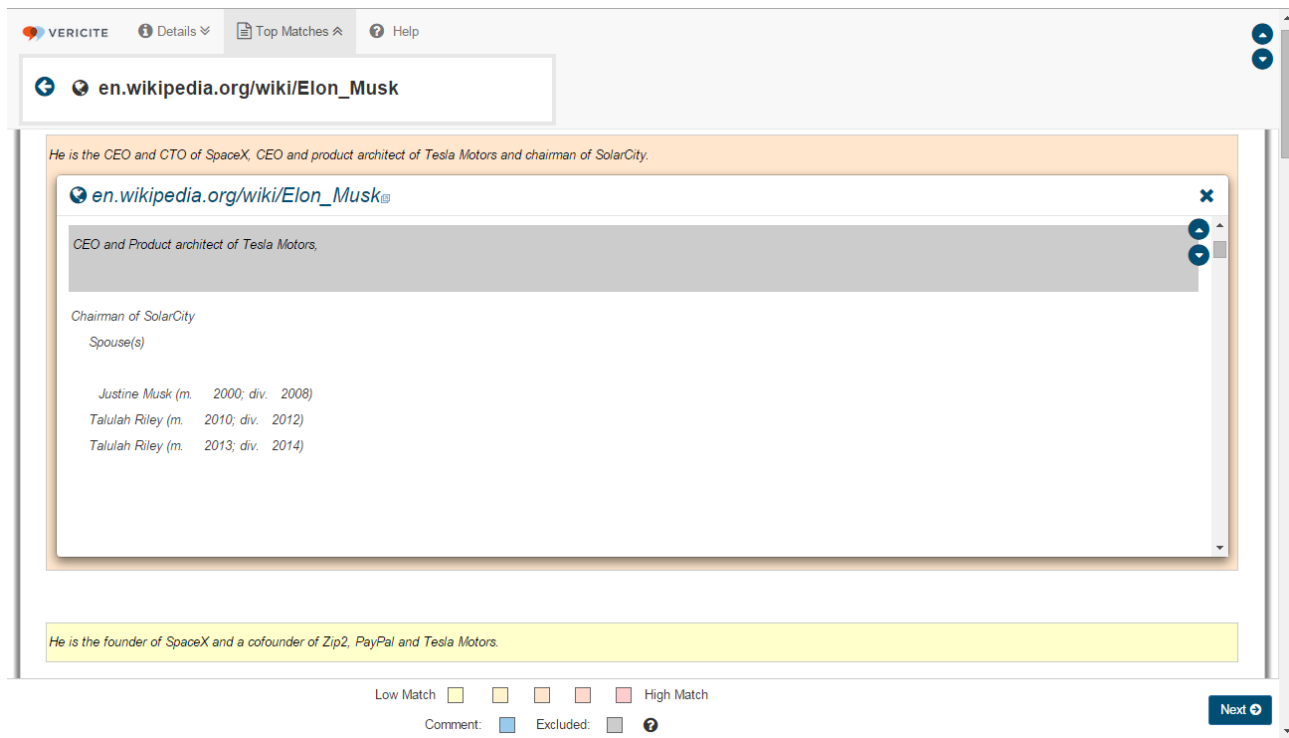 VERICITE Details Top Matches Help
en.wikipedia.org/wiki/Elon_Musk
He is the CEO and CTO of SpaceX, CEO and product architect of Tesla Motors and chairman of SolarCity.
en.wikipedia.org/wiki/Elon_Musk
CEO and Product architect of Tesla Motors,
Chairman of SolarCity
Spouse(s)
Justine Musk (m. 2000; div. 2008)
Talulah Riley (m. 2010; div. 2012)
Talulah Riley (m. 2013; div. 2014)
He is the founder of SpaceX and a cofounder of Zip2, PayPal and Tesla Motors.
Low Match High Match
Comment: Excluded:
Next